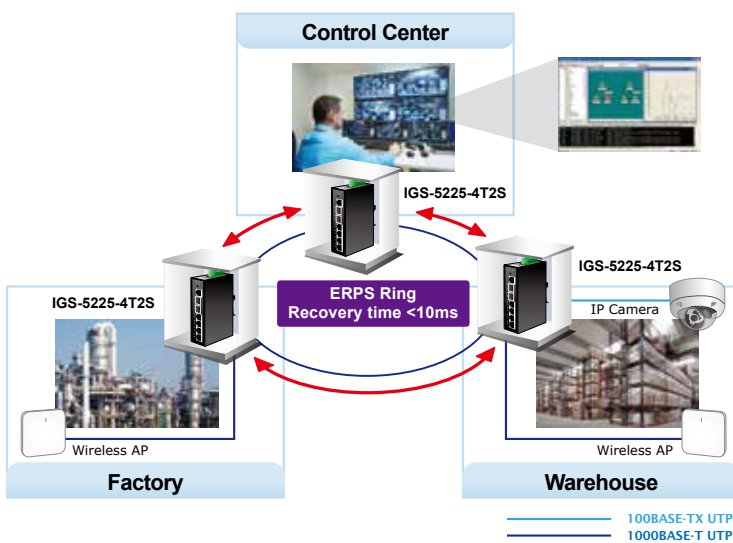 Control Center
IGS-5225-4T2S
IGS-5225-4T2S
IGS-5225-4T2S
ERPS Ring
Recovery time <10ms
IP Camera
Wireless AP
Wireless AP
Factory
Warehouse
100BASE-TX UTP
1000BASE-T UTP